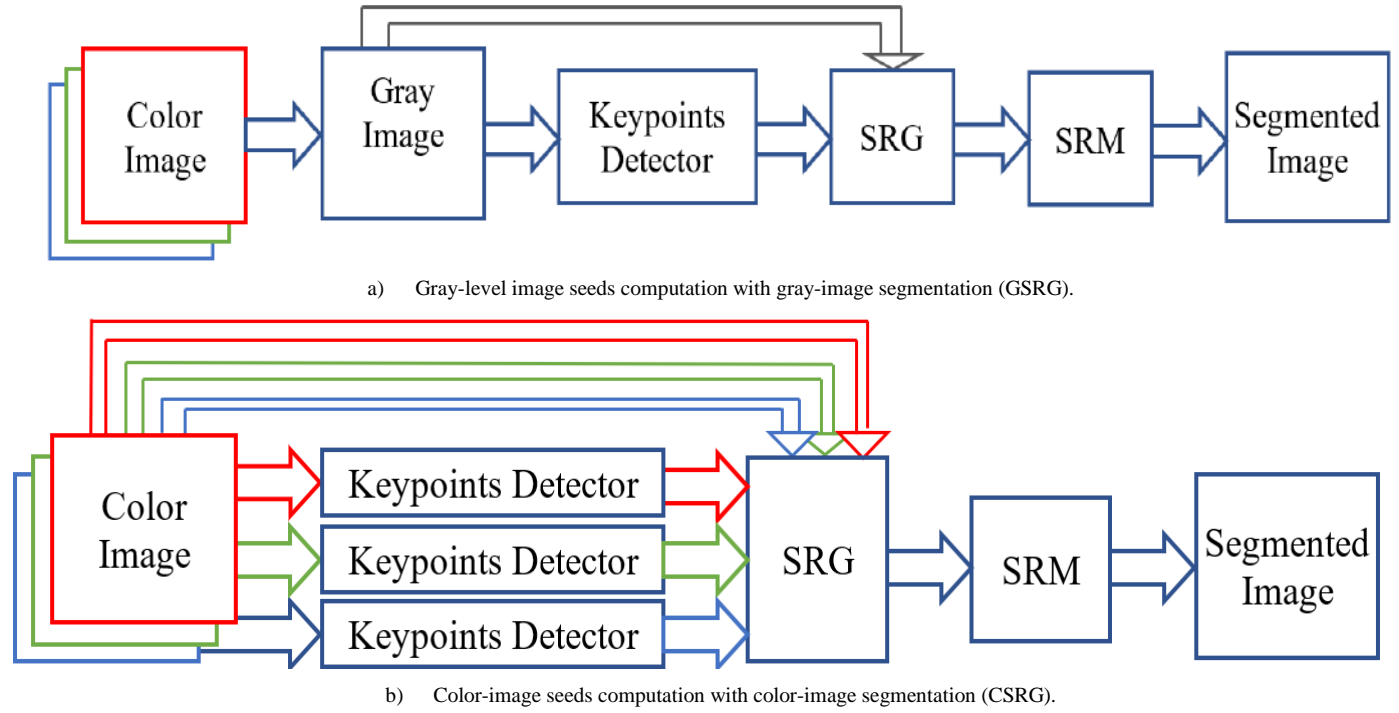 Color
Image
Gray
Image
Keypoints
Detector
SRG
SRM
Segmented
Image
a) Gray-level image seeds computation with gray-image segmentation (GSRG).
Color
Image
Keypoints Detector
Keypoints Detector
Keypoints Detector
SRG
SRM
Segmented
Image
b) Color-image seeds computation with color-image segmentation (CSRG).